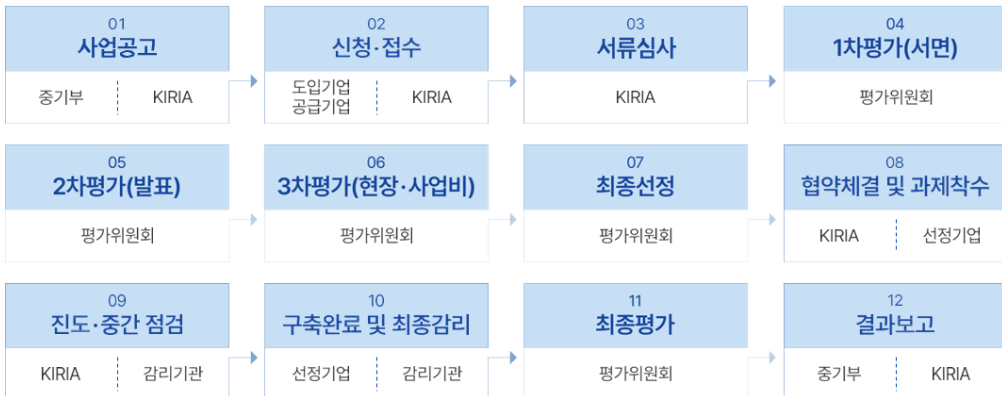 01
사업공고
중기부 KIRIA
02
신청·접수
도입기업
공급기업
KIRIA
03
서류심사
KIRIA
04
1차평가(서면)
평가위원회
05
2차평가(발표)
평가위원회
06
3차평가(현장·사업비)
평가위원회
07
최종선정
평가위원회
08
협약체결 및 과제착수
KIRIA 선정기업
09
진도·중간 점검
KIRIA 감리기관
10
구축완료 및 최종감리
선정기업 감리기관
11
최종평가
평가위원회
12
결과보고
중기부 KIRIA